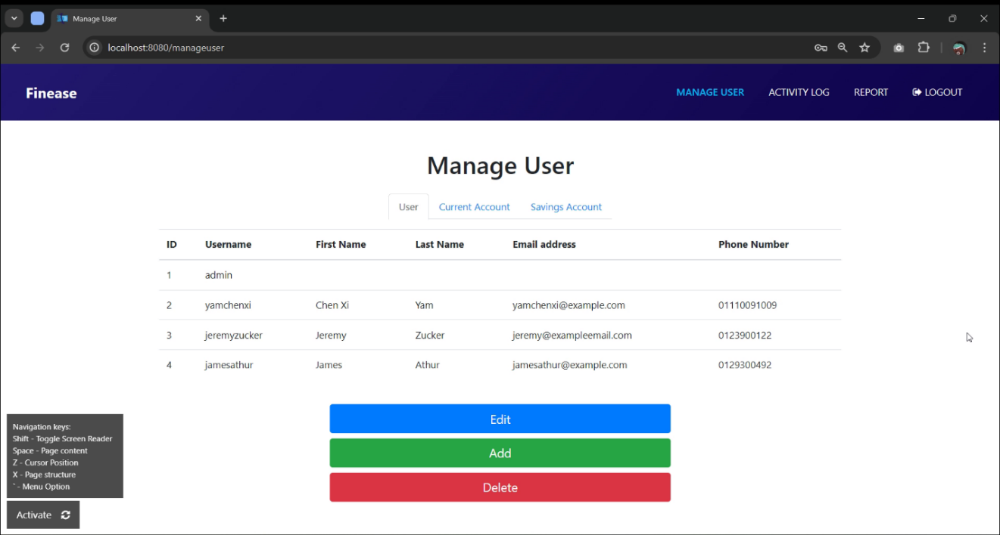 Manage User
localhost:8080/manageuser
Finease
MANAGE USER ACTIVITY LOG REPORT LOGOUT
Manage User
User Current Account Savings Account
ID Username First Name Last Name Email address Phone Number
1 admin
2 yamchenxi Chen Xi Yam yamchenxi@example.com 01110091009
3 jeremyzucker Jeremy Zucker jeremy@exampleemail.com 0123900122
4 jamesathur James Athur jamesathur@example.com 0129300492
Edit
Add
Delete
Navigation keys:
Shift - Toggle Screen Reader
Space - Page content
Z - Cursor Position
X - Page structure
` - Menu Option
Activate